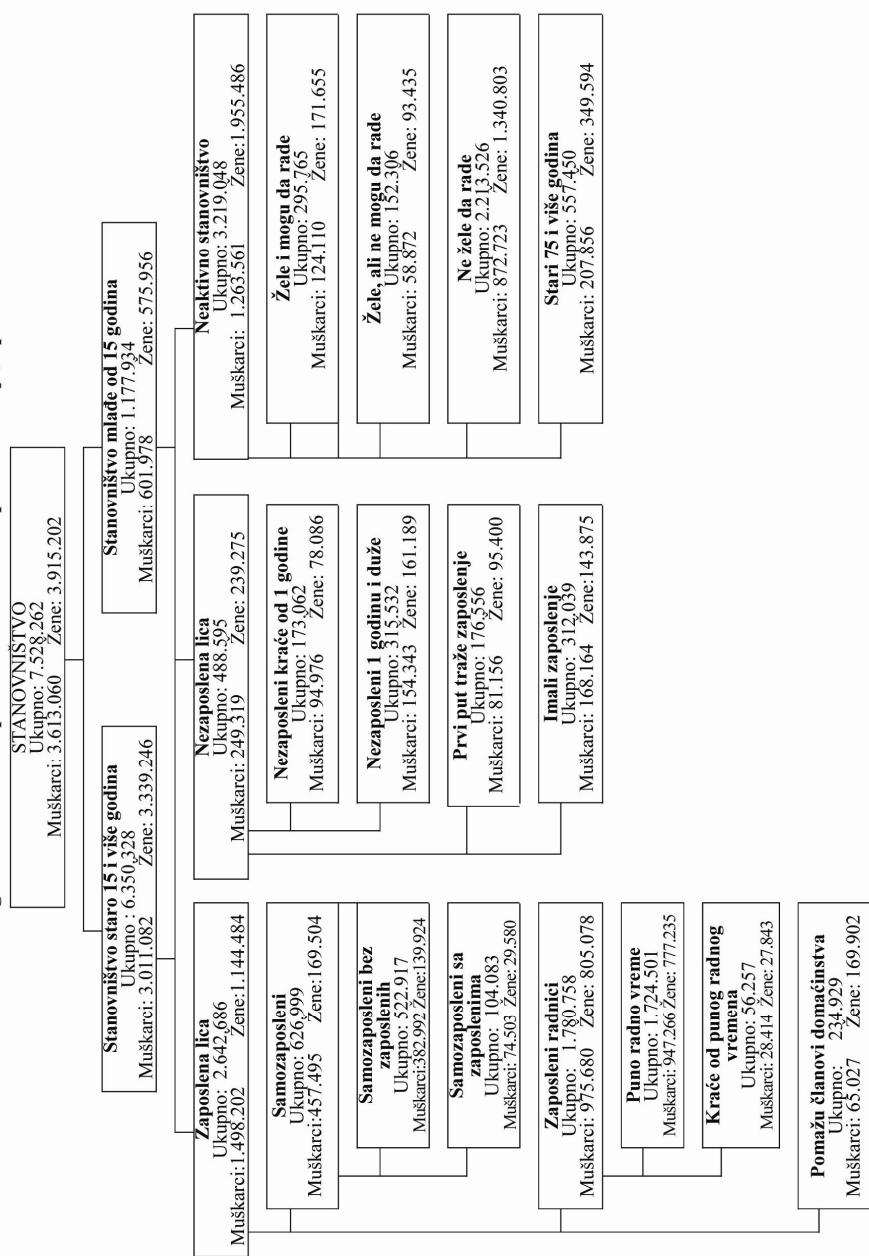 STANOVNIŠTVO
Ukupno: 7.528.262
Muškarci: 3.613.060 Žene: 3.915.202
Stanovništvo staro 15 i više godina
Ukupno : 6.350.328
Muškarci: 3.011.082 Žene: 3.339.246
Stanovništvo mlađe od 15 godina
Ukupno: 1.177.934
Muškarci: 601.978 Žene: 575.956
Zaposlena lica
Ukupno: 2.642.686
Muškarci:1.498.202 Žene:1.144.484
Samozaposleni
Ukupno: 626.999
Muškarci:457.495 Žene:169.504
Samozaposleni bez
zaposlenih
Ukupno: 522.917
Muškarci:382.992 Žene:139.924
Samozaposleni sa
zaposlenima
Ukupno: 104.083
Muškarci: 74.503 Žene: 29.580
Zaposleni radnici
Ukupno: 1.780.758
Muškarci: 975.680 Žene: 805.078
Puno radno vreme
Ukupno: 1.724.501
Muškarci: 947.266 Žene: 777.235
Kraće od punog radnog
vremena
Ukupno: 56.257
Muškarci: 28.414 Žene: 27.843
Pomažu članovi domaćinstva
Ukupno: 234.929
Muškarci: 65.027 Žene: 169.902
Nezaposlena lica
Ukupno: 488.595
Muškarci: 249.319 Žene: 239.275
Nezaposleni kraće od 1 godine
Ukupno: 173.062
Muškarci: 94.976 Žene: 78.086
Nezaposleni 1 godinu i duže
Ukupno: 315.532
Muškarci: 154.343 Žene: 161.189
Prvi put traže zaposlenje
Ukupno: 176.556
Muškarci: 81.156 Žene: 95.400
Imali zaposlenje
Ukupno: 312.039
Muškarci: 168.164 Žene:143.875
Neaktivno stanovništvo
Ukupno: 3.219.048
Muškarci: 1.263.561 Žene:1.955.486
Žele i mogu da rade
Ukupno: 295.765
Muškarci: 124.110 Žene: 171.655
Žele, ali ne mogu da rade
Ukupno: 152.306
Muškarci: 58.872 Žene: 93.435
Ne žele da rade
Ukupno: 2.213.526
Muškarci: 872.723 Žene: 1.340.803
Stari 75 i više godina
Ukupno: 557.450
Muškarci: 207.856 Žene: 349.594